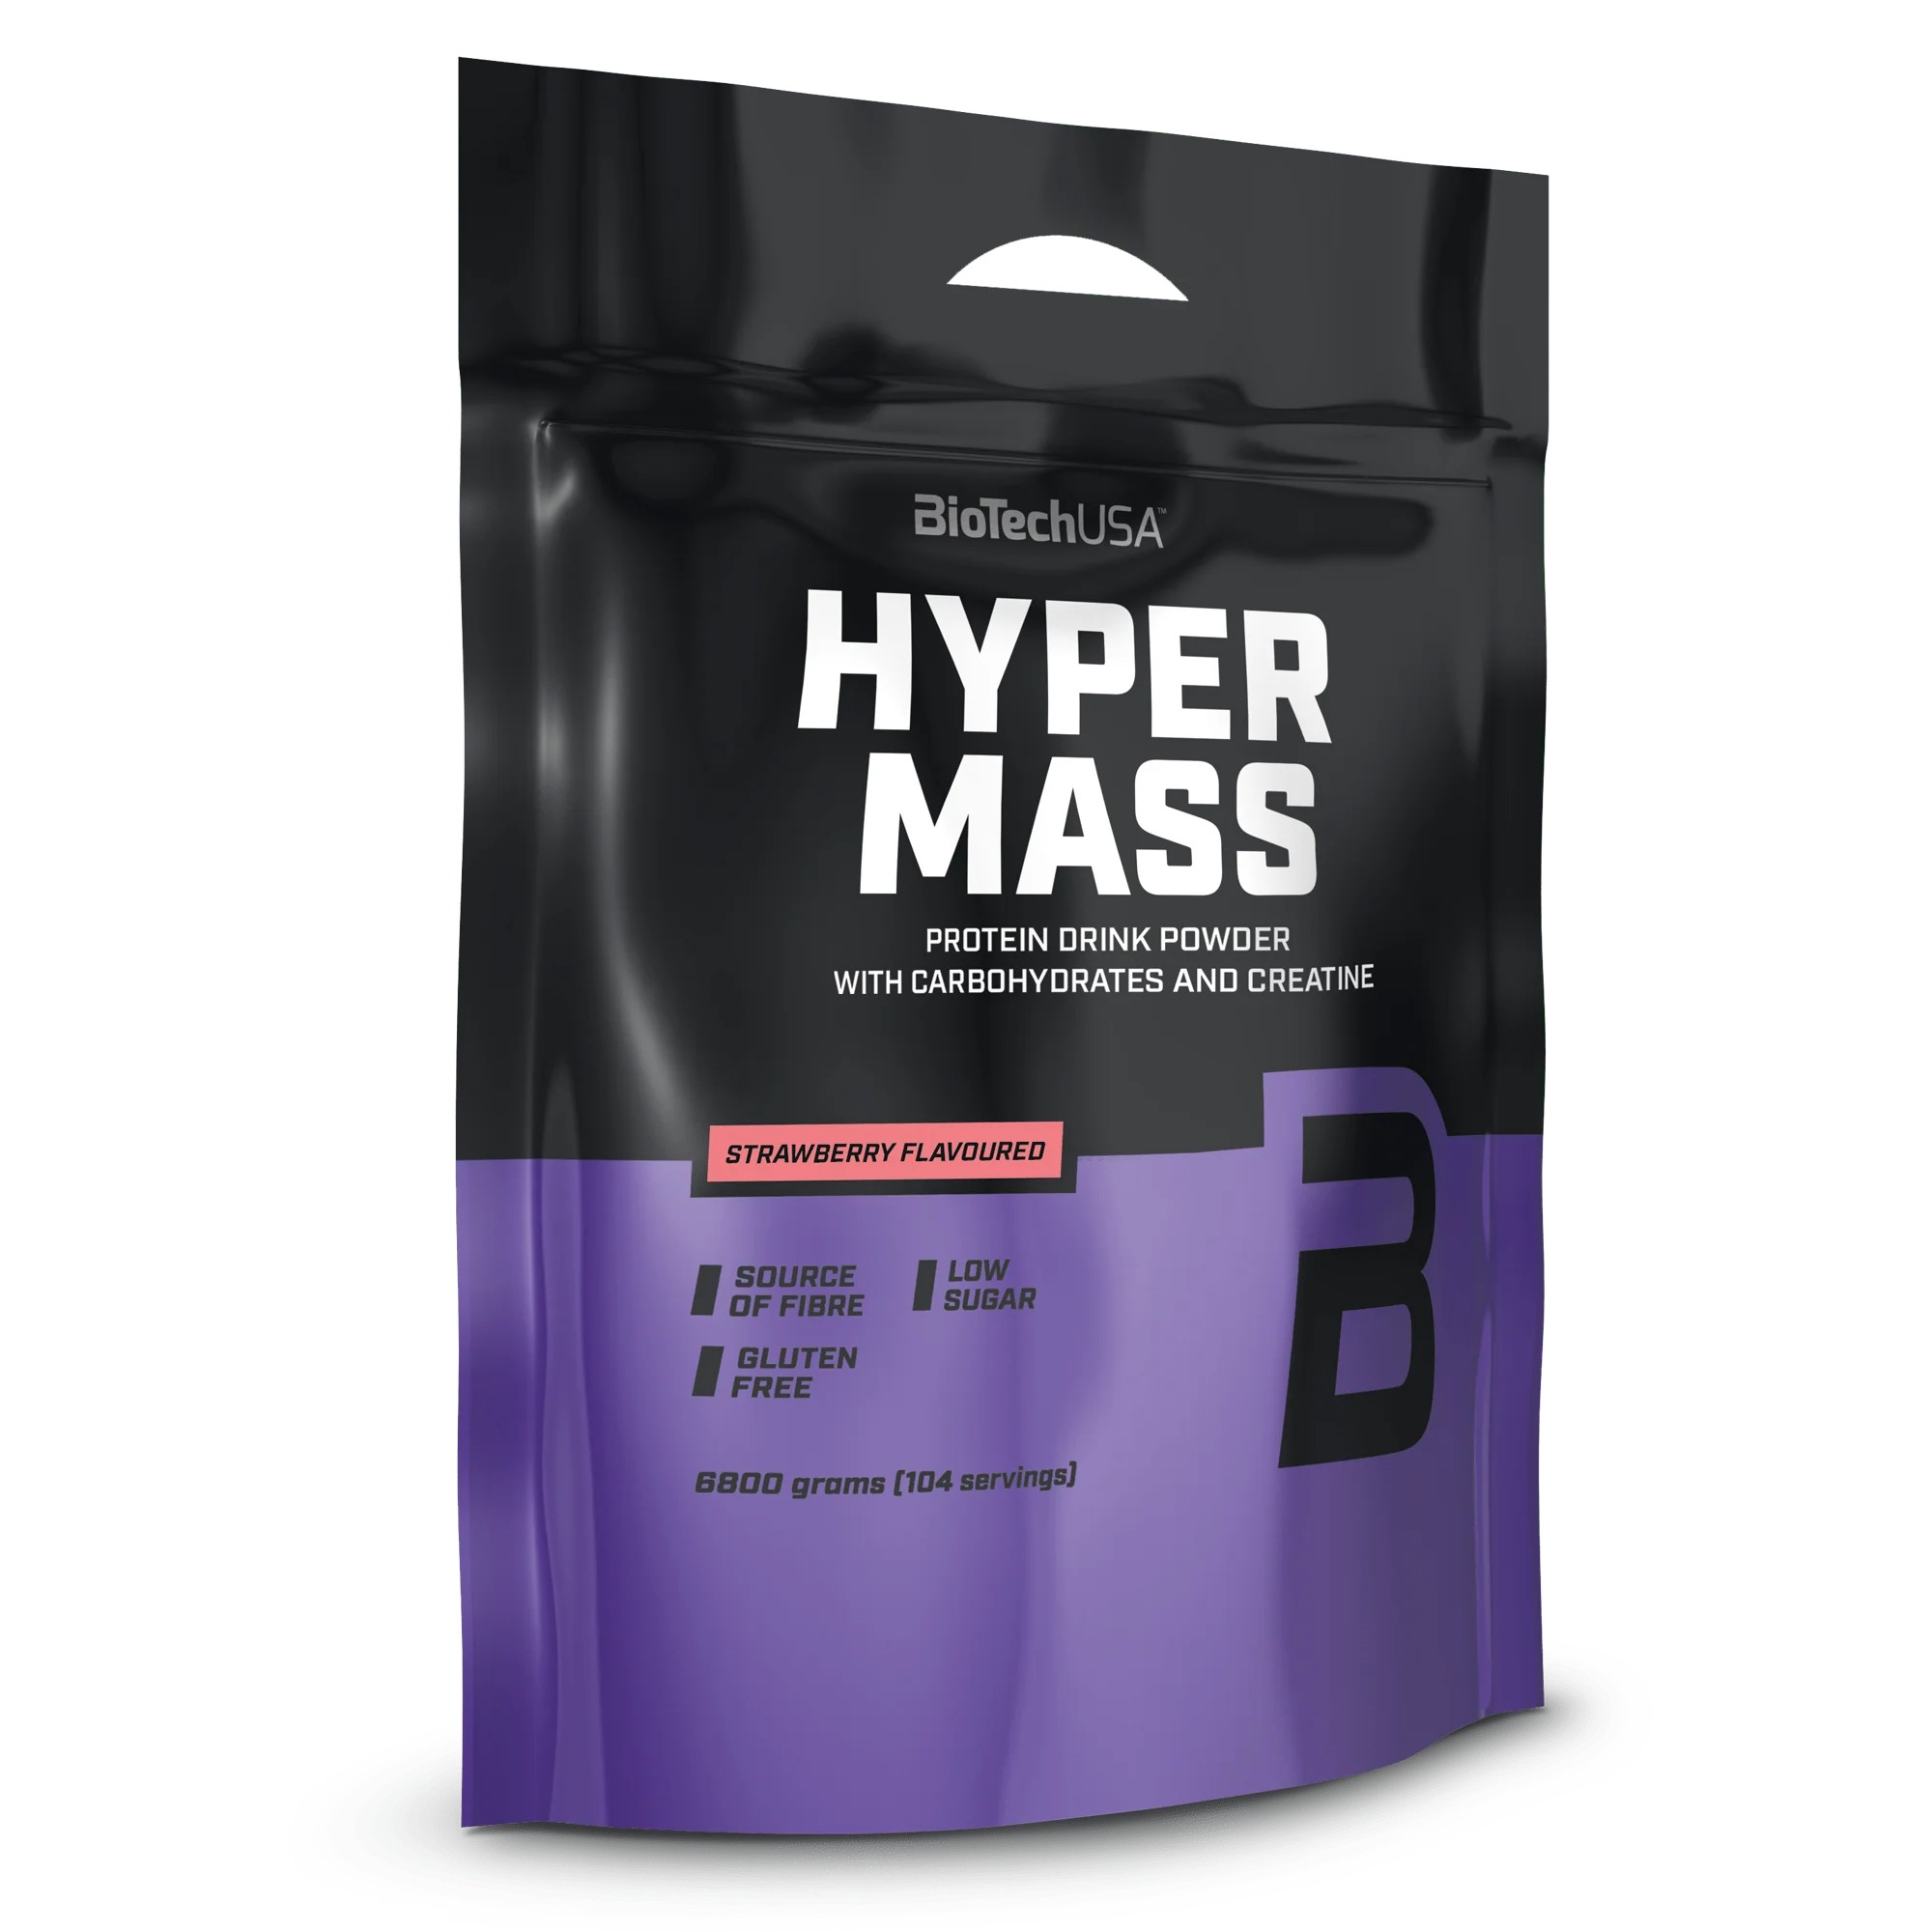 BioTechUSA™
HYPER
MASS
PROTEIN DRINK POWDER
WITH CARBOHYDRATES AND CREATINE
STRAWBERRY FLAVOURED
SOURCE
OF FIBRE
LOW
SUGAR
GLUTEN
FREE
6800 grams (104 servings)
B